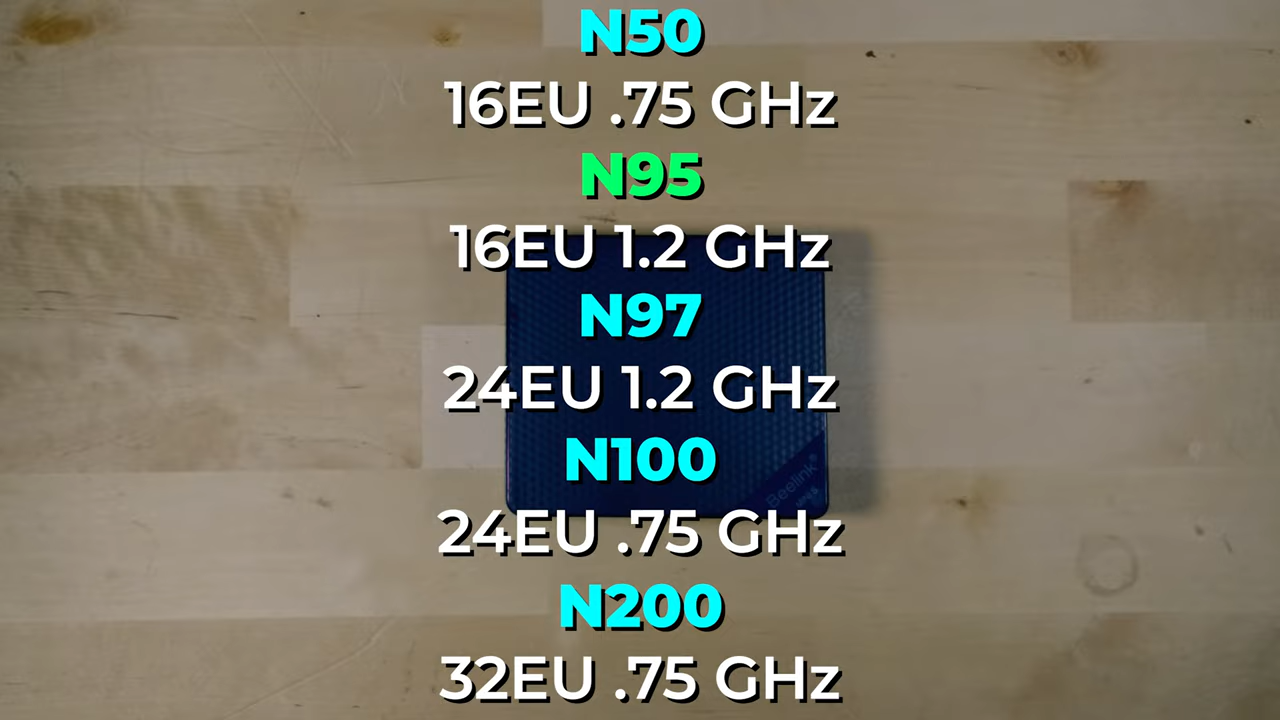 N50
16EU .75 GHz
N95
16EU 1.2 GHz
N97
24EU 1.2 GHz
N100
24EU .75 GHz
N200
32EU .75 GHz
Beelink®